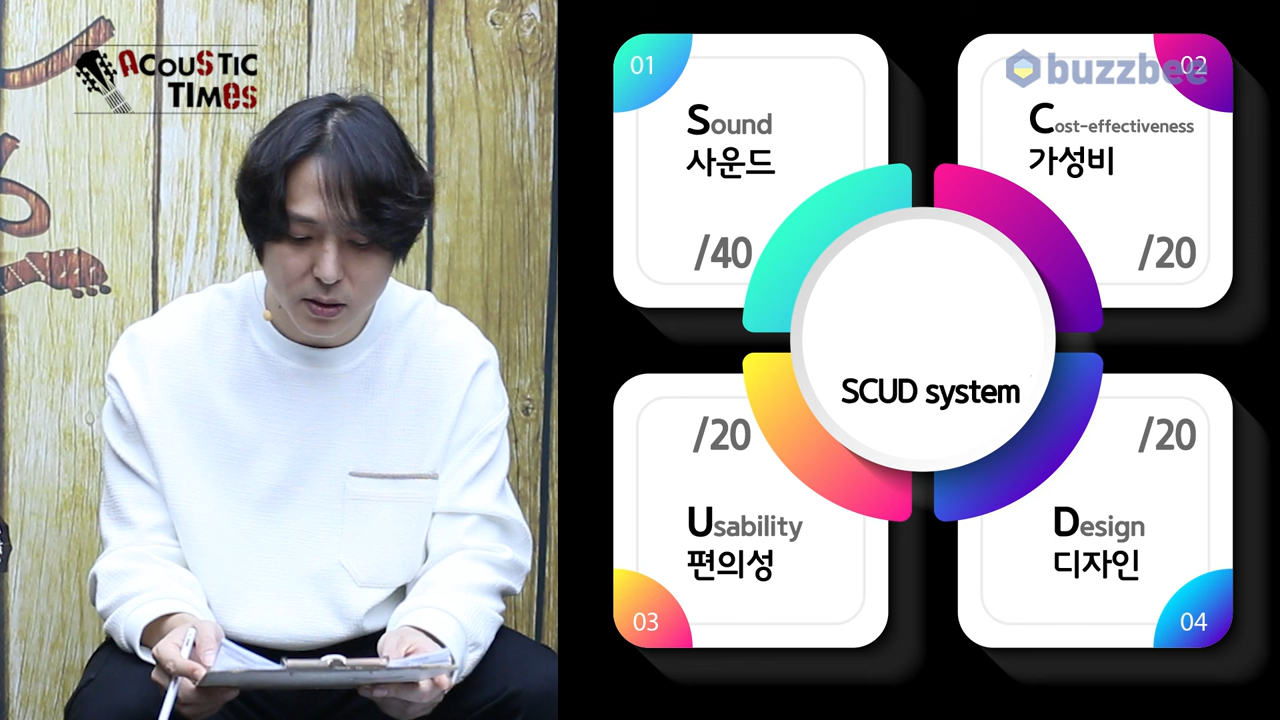 ACOUSTIC
TIMES
buzzbee
01
Sound
사운드
/40
02
Cost-effectiveness
가성비
/20
SCUD system
/20
Usability
편의성
03
/20
Design
디자인
04